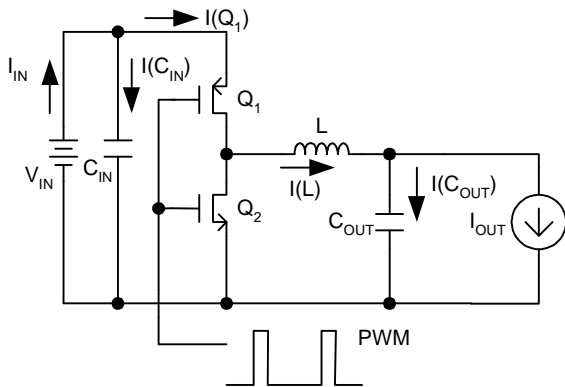 I(Q1)
IIN
I(CIN)
Q1
L
VIN
CIN
I(L)
I(COUT)
Q2
COUT
IOUT
PWM